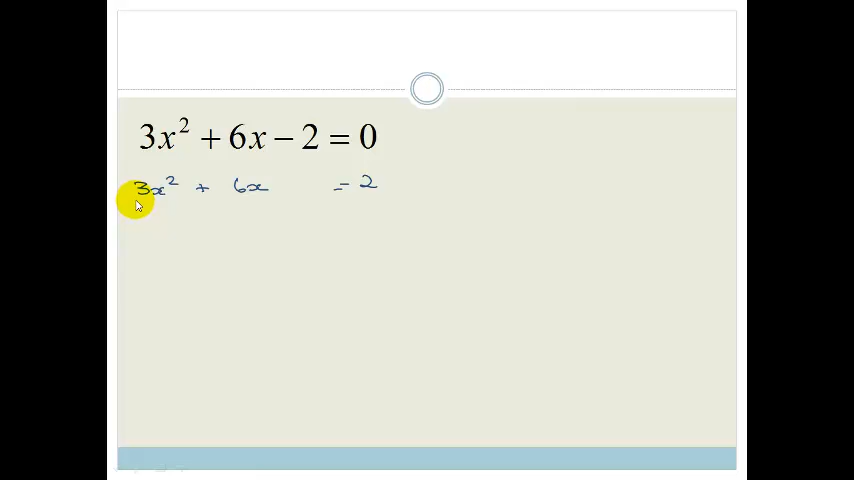 3x² + 6x − 2 = 0
3x² + 6x = 2